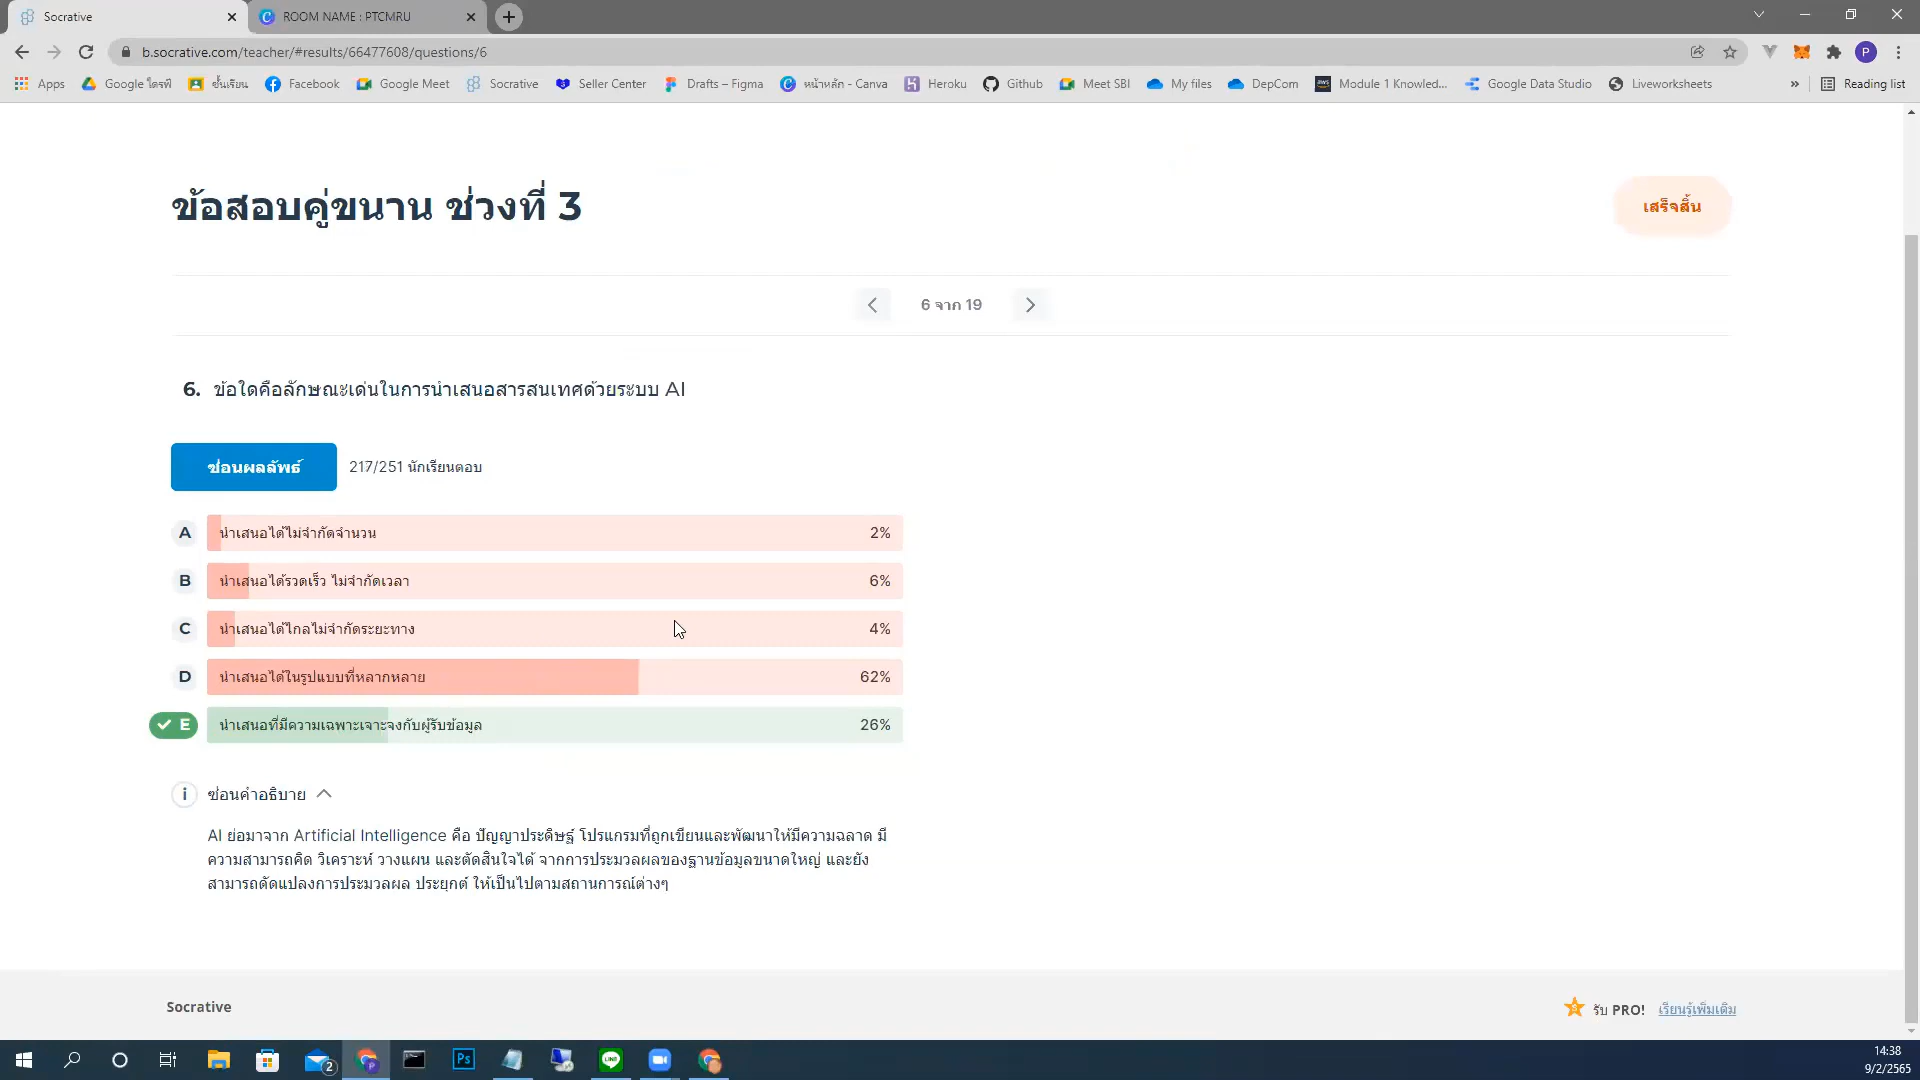 Socrative
ROOM NAME : PTCMRU
b.socrative.com/teacher/#results/66477608/questions/6
P
Apps
Google ไดรฟ์
ชั้นเรียน
Facebook
Google Meet
Socrative
Seller Center
Drafts – Figma
หน้าหลัก - Canva
Heroku
Github
Meet SBI
My files
DepCom
Module 1 Knowled...
Google Data Studio
Liveworksheets
»
Reading list
ข้อสอบคู่ขนาน ช่วงที่ 3
เสร็จสิ้น
6 จาก 19
6. ข้อใดคือลักษณะเด่นในการนำเสนอสารสนเทศด้วยระบบ AI
ซ่อนผลลัพธ์
217/251 นักเรียนตอบ
A นำเสนอได้ไม่จำกัดจำนวน 2%
B นำเสนอได้รวดเร็ว ไม่จำกัดเวลา 6%
C นำเสนอได้ไกลไม่จำกัดระยะทาง 4%
D นำเสนอได้ในรูปแบบที่หลากหลาย 62%
E นำเสนอที่มีความเฉพาะเจาะจงกับผู้รับข้อมูล 26%
i ซ่อนคำอธิบาย
AI ย่อมาจาก Artificial Intelligence คือ ปัญญาประดิษฐ์ โปรแกรมที่ถูกเขียนและพัฒนาให้มีความฉลาด มี
ความสามารถคิด วิเคราะห์ วางแผน และตัดสินใจได้ จากการประมวลผลของฐานข้อมูลขนาดใหญ่ และยัง
สามารถดัดแปลงการประมวลผล ประยุกต์ ให้เป็นไปตามสถานการณ์ต่างๆ
Socrative
รับ PRO! เรียนรู้เพิ่มเติม
2
P
Ps
LINE
14:38
9/2/2565